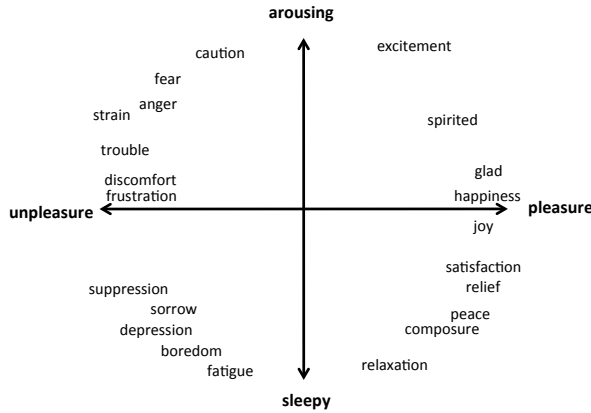 arousing
caution
excitement
fear
anger
strain
spirited
trouble
glad
discomfort
frustration
happiness
unpleasure
pleasure
joy
satisfaction
suppression
relief
sorrow
peace
depression
composure
boredom
relaxation
fatigue
sleepy